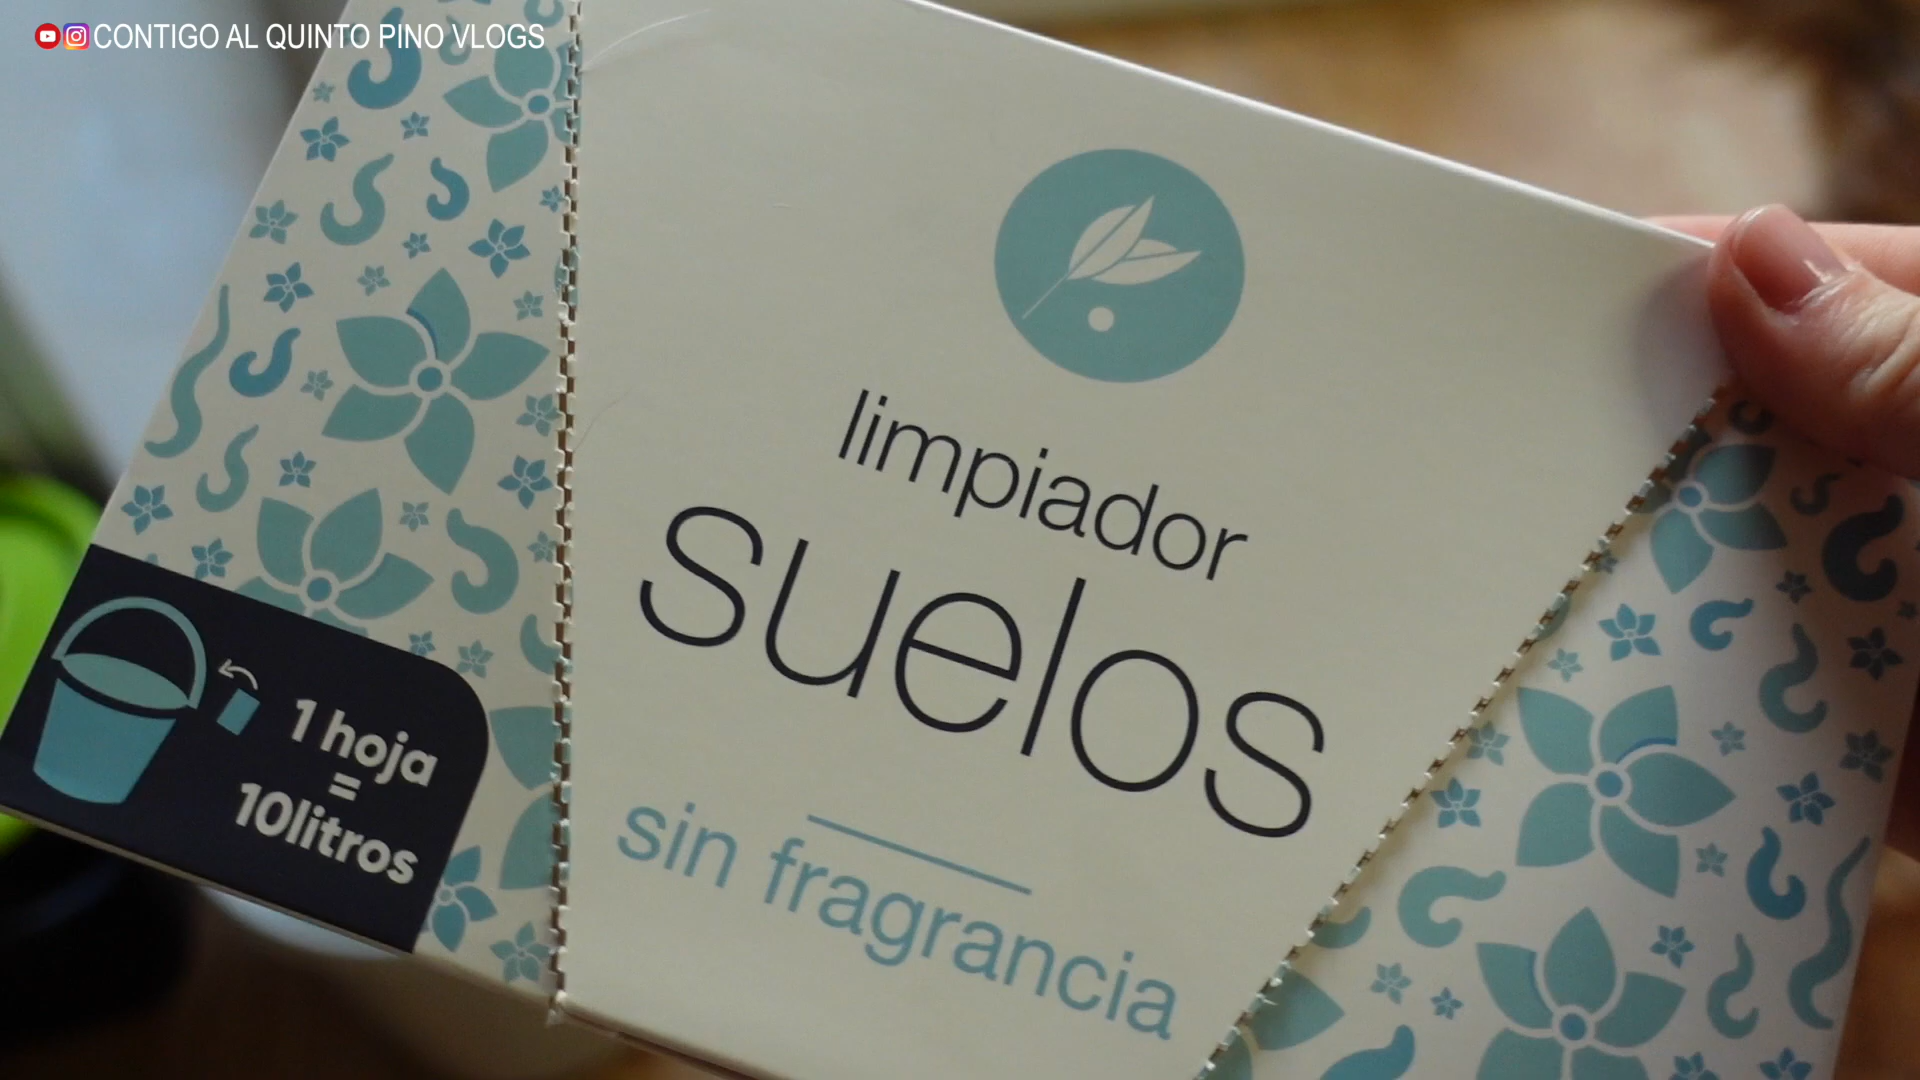 CONTIGO AL QUINTO PINO VLOGS
limpiador
suelos
sin fragrancia
1 hoja
=
10litros